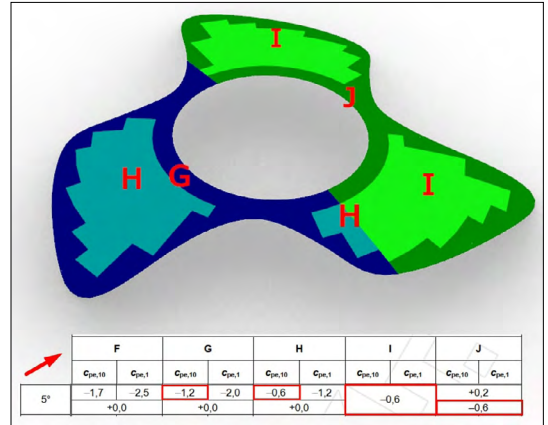 I
J
H
G
I
H
F G H I J
cpe,10 cpe,1 cpe,10 cpe,1 cpe,10 cpe,1 cpe,10 cpe,1 cpe,10 cpe,1
5° –1,7 –2,5 –1,2 –2,0 –0,6 –1,2 –0,6 +0,2
+0,0 +0,0 +0,0 –0,6